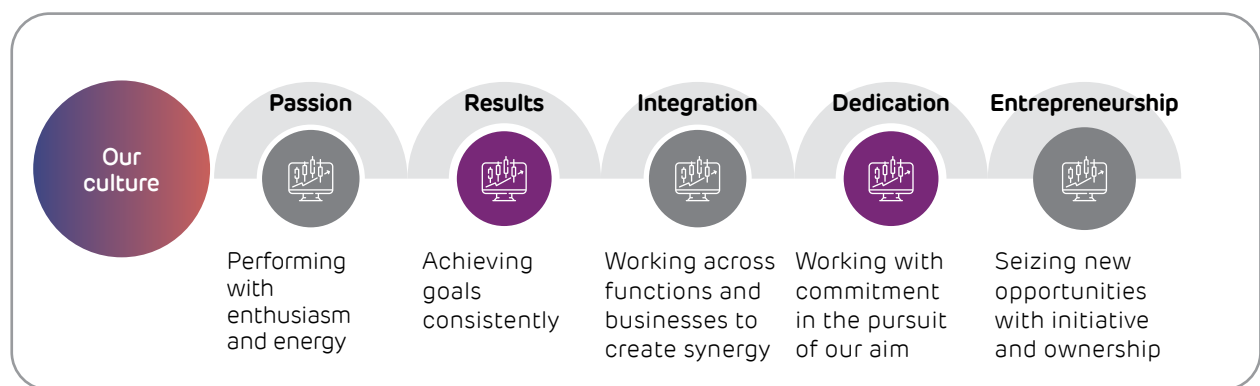 Our
culture
Passion
Performing
with
enthusiasm
and energy
Results
Achieving
goals
consistently
Integration
Working across
functions and
businesses to
create synergy
Dedication
Working with
commitment
in the pursuit
of our aim
Entrepreneurship
Seizing new
opportunities
with initiative
and ownership